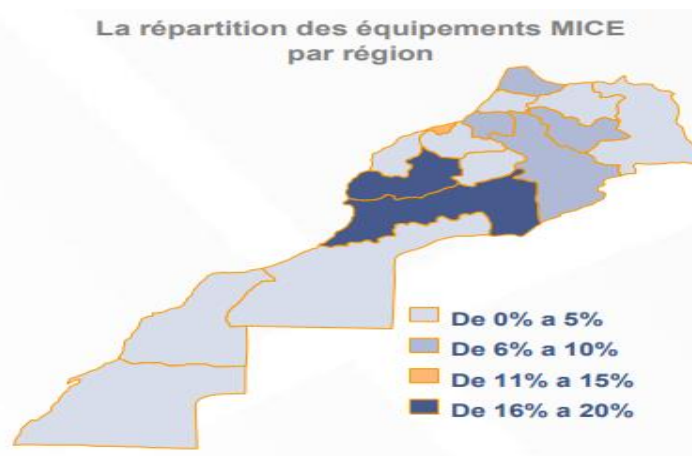 La répartition des équipements MICE
par région
De 0% a 5%
De 6% a 10%
De 11% a 15%
De 16% a 20%